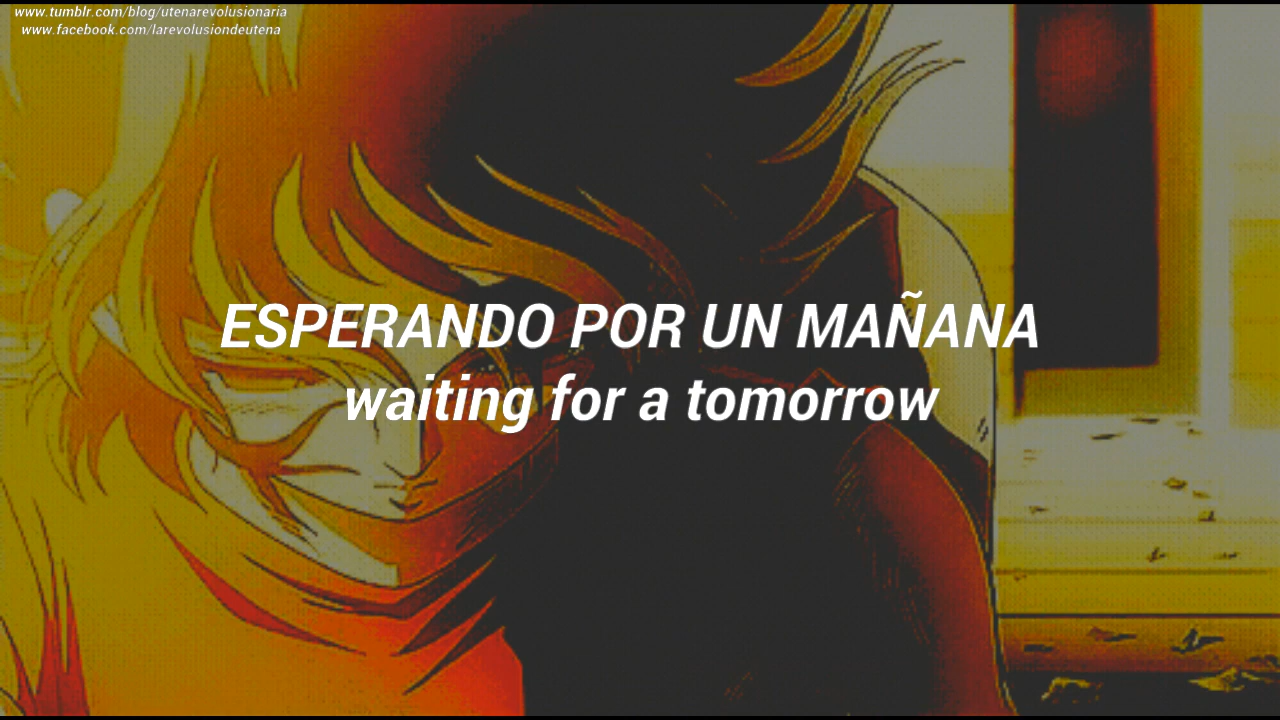 www.tumblr.com/blog/utenarevolusionaria
www.facebook.com/larevolusiondeutena
ESPERANDO POR UN MAÑANA
waiting for a tomorrow